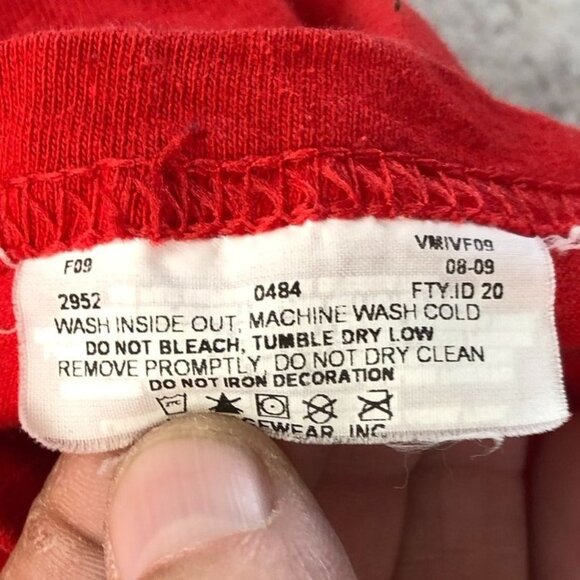 VMIVF09
F09 08-09
2952 0484 FTY.ID 20
WASH INSIDE OUT, MACHINE WASH COLD
DO NOT BLEACH, TUMBLE DRY LOW
REMOVE PROMPTLY, DO NOT DRY CLEAN
DO NOT IRON DECORATION
INC.